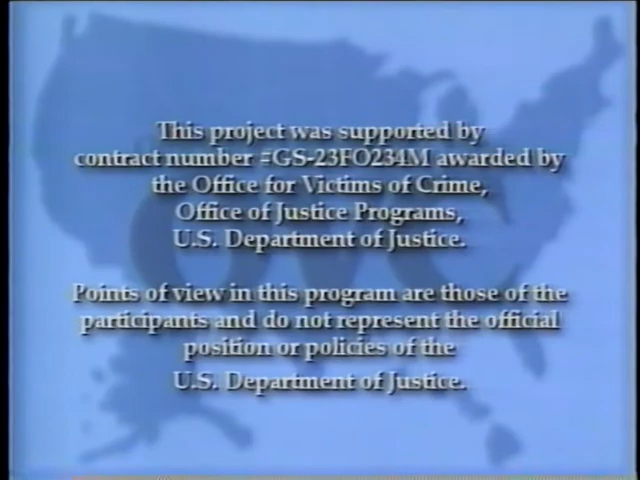 This project was supported by
contract number #GS-23FO234M awarded by
the Office for Victims of Crime,
Office of Justice Programs,
U.S. Department of Justice.
Points of view in this program are those of the
participants and do not represent the official
position or policies of the
U.S. Department of Justice.
OVC